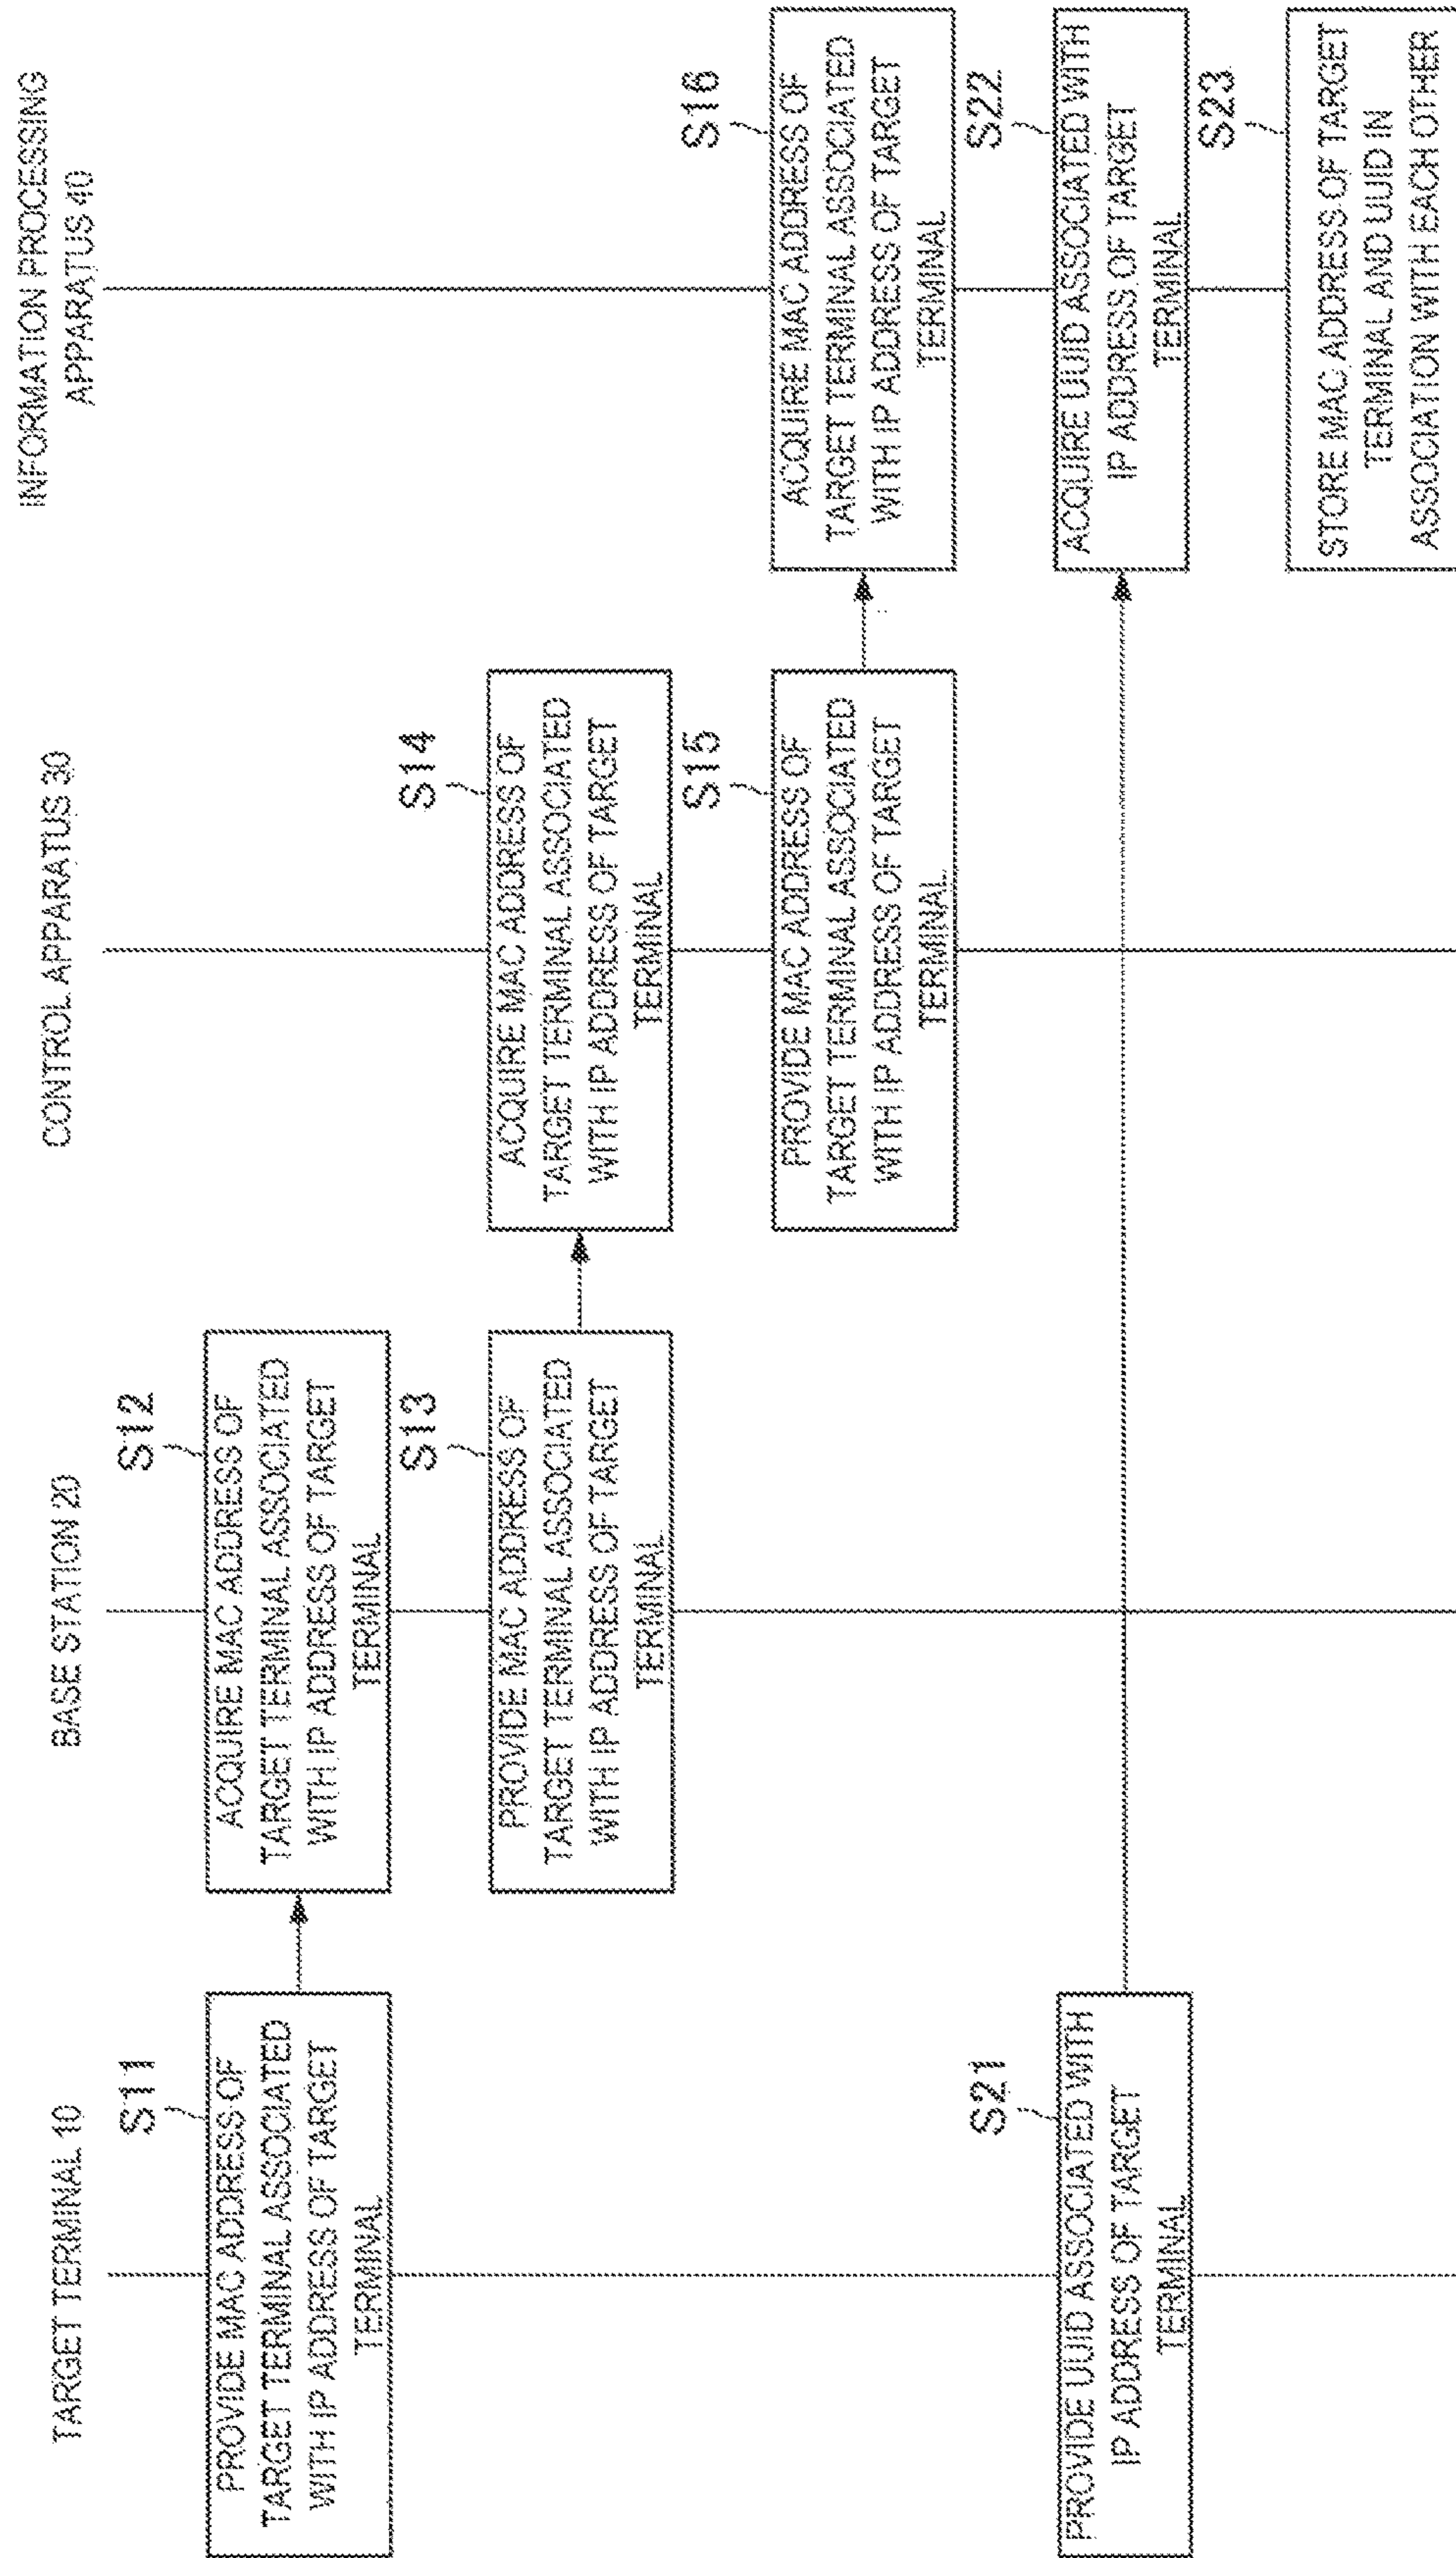 TARGET TERMINAL 10
BASE STATION 20
CONTROL APPARATUS 30
INFORMATION PROCESSING
APPARATUS 40
S11
PROVIDE MAC ADDRESS OF
TARGET TERMINAL ASSOCIATED
WITH IP ADDRESS OF TARGET
TERMINAL
S12
ACQUIRE MAC ADDRESS OF
TARGET TERMINAL ASSOCIATED
WITH IP ADDRESS OF TARGET
TERMINAL
S13
PROVIDE MAC ADDRESS OF
TARGET TERMINAL ASSOCIATED
WITH IP ADDRESS OF TARGET
TERMINAL
S14
ACQUIRE MAC ADDRESS OF
TARGET TERMINAL ASSOCIATED
WITH IP ADDRESS OF TARGET
TERMINAL
S15
PROVIDE MAC ADDRESS OF
TARGET TERMINAL ASSOCIATED
WITH IP ADDRESS OF TARGET
TERMINAL
S16
ACQUIRE MAC ADDRESS OF
TARGET TERMINAL ASSOCIATED
WITH IP ADDRESS OF TARGET
TERMINAL
S21
PROVIDE UUID ASSOCIATED WITH
IP ADDRESS OF TARGET
TERMINAL
S22
ACQUIRE UUID ASSOCIATED WITH
IP ADDRESS OF TARGET
TERMINAL
S23
STORE MAC ADDRESS OF TARGET
TERMINAL AND UUID IN
ASSOCIATION WITH EACH OTHER